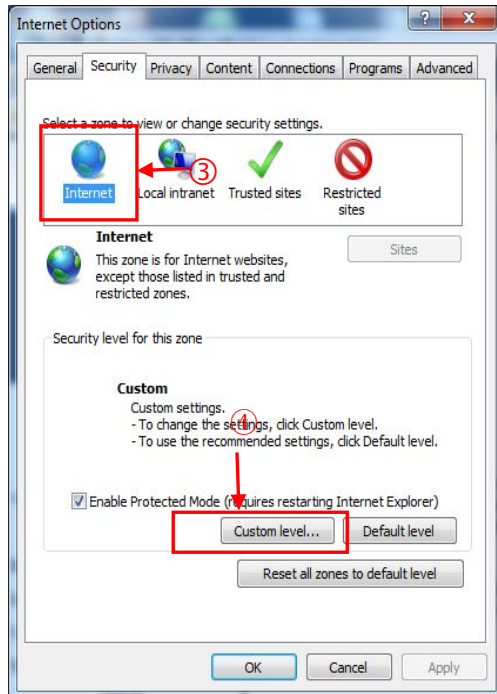 Internet Options
General Security Privacy Content Connections Programs Advanced
Select a zone to view or change security settings.
③
Internet Local intranet Trusted sites Restricted sites
Internet
Sites
This zone is for Internet websites,
except those listed in trusted and
restricted zones.
Security level for this zone
Custom
Custom settings.
- To change the settings, click Custom level.
④
- To use the recommended settings, click Default level.
Enable Protected Mode (requires restarting Internet Explorer)
Custom level... Default level
Reset all zones to default level
OK Cancel Apply